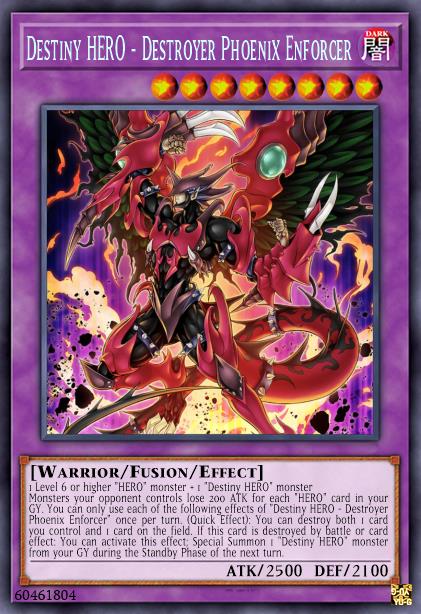 DESTINY HERO - DESTROYER PHOENIX ENFORCER
DARK
闇
[WARRIOR/FUSION/EFFECT]
1 Level 6 or higher "HERO" monster + 1 "Destiny HERO" monster
Monsters your opponent controls lose 200 ATK for each "HERO" card in your
GY. You can only use each of the following effects of "Destiny HERO - Destroyer
Phoenix Enforcer" once per turn. (Quick Effect): You can destroy both 1 card
you control and 1 card on the field. If this card is destroyed by battle or card
effect: You can activate this effect; Special Summon 1 "Destiny HERO" monster
from your GY during the Standby Phase of the next turn.
ATK/2500 DEF/2100
60461804